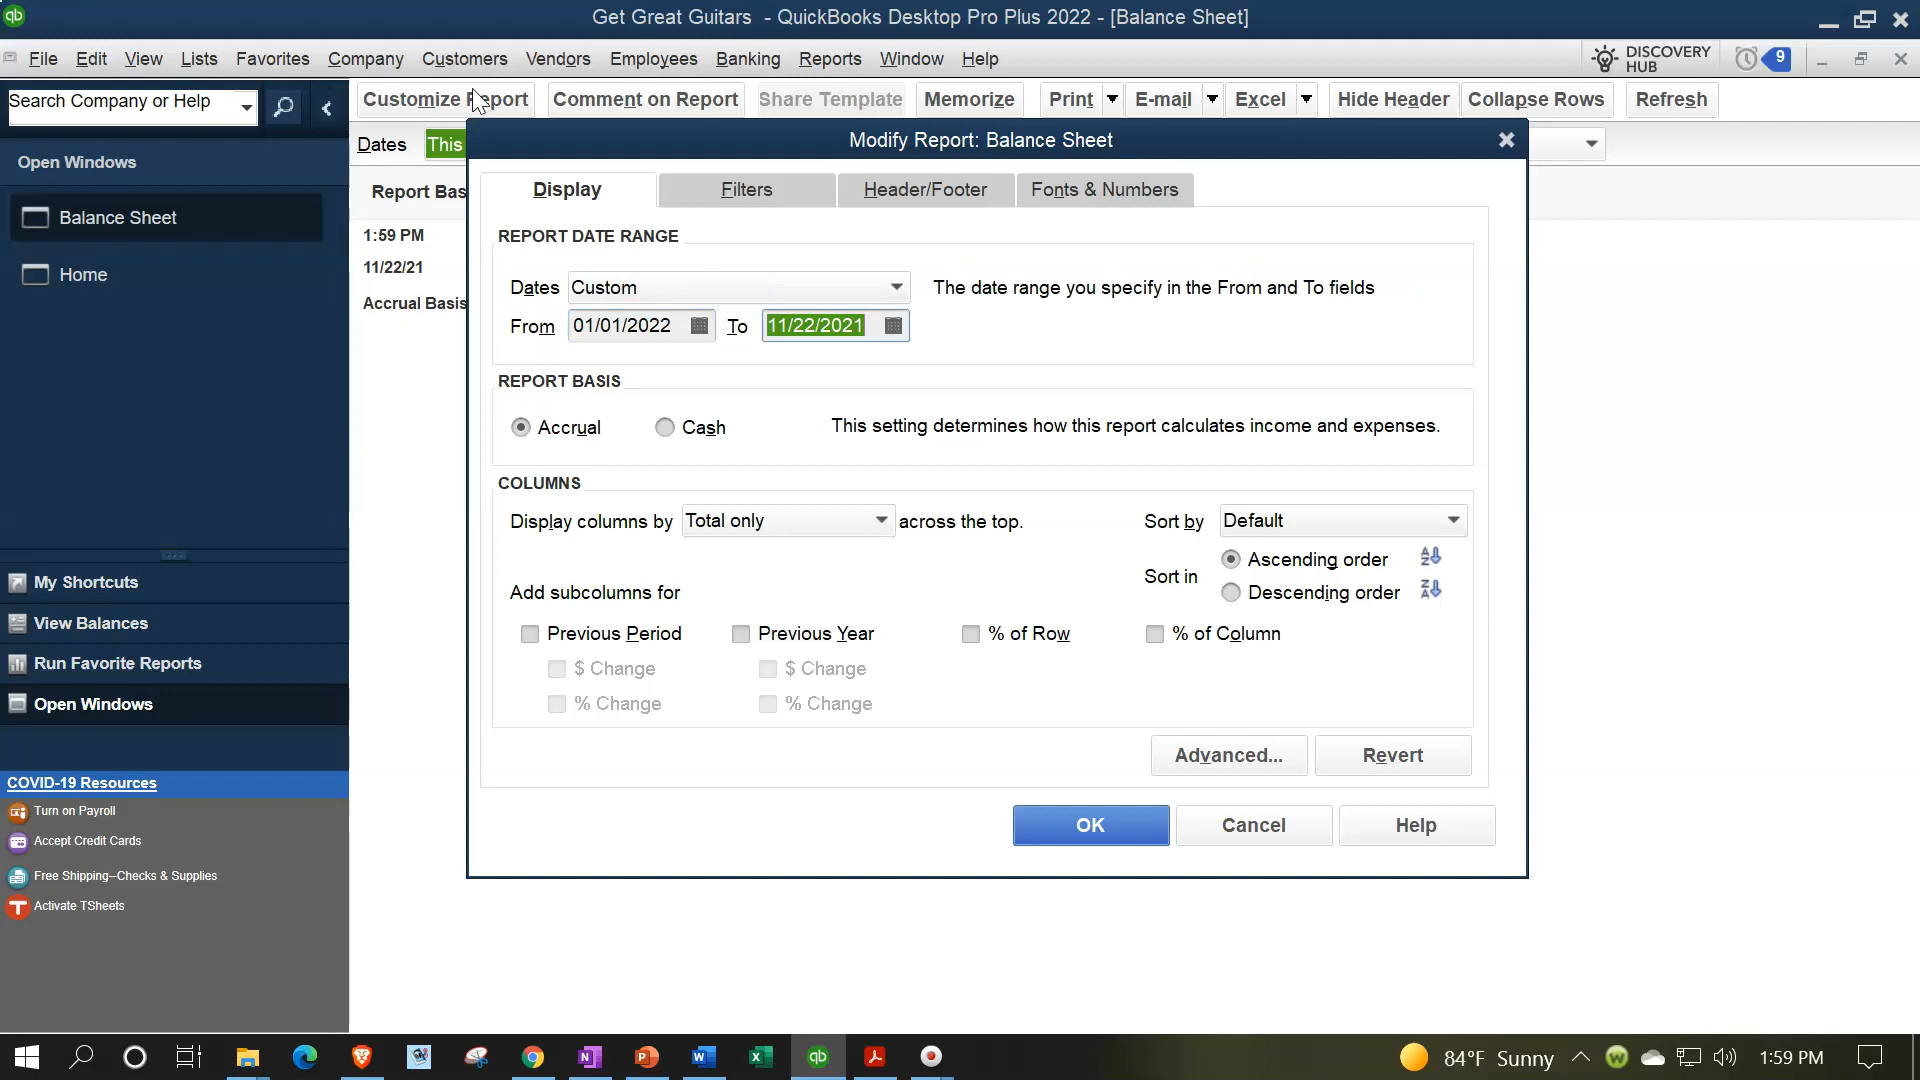 Get Great Guitars - QuickBooks Desktop Pro Plus 2022 - [Balance Sheet]
File Edit View Lists Favorites Company Customers Vendors Employees Banking Reports Window Help
DISCOVERY
HUB
9
Search Company or Help
Customize Report Comment on Report Share Template Memorize Print E-mail Excel Hide Header Collapse Rows Refresh
Dates This
Modify Report: Balance Sheet
Open Windows
Report Bas
Balance Sheet
Home
1:59 PM
11/22/21
Accrual Basis
Display Filters Header/Footer Fonts & Numbers
REPORT DATE RANGE
Dates Custom The date range you specify in the From and To fields
From 01/01/2022 To 11/22/2021
REPORT BASIS
Accrual Cash This setting determines how this report calculates income and expenses.
COLUMNS
Display columns by Total only across the top. Sort by Default
Sort in Ascending order
Descending order
Add subcolumns for
Previous Period Previous Year % of Row % of Column
$ Change $ Change
% Change % Change
Advanced... Revert
OK Cancel Help
My Shortcuts
View Balances
Run Favorite Reports
Open Windows
COVID-19 Resources
Turn on Payroll
Accept Credit Cards
Free Shipping--Checks & Supplies
Activate TSheets
84°F Sunny 1:59 PM